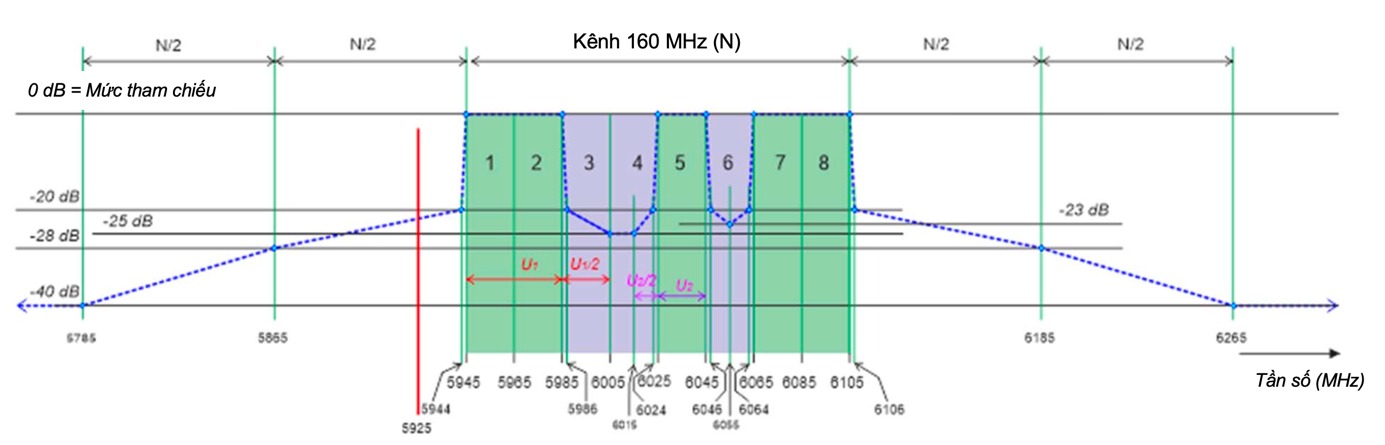 N/2 N/2 Kênh 160 MHz (N) N/2 N/2
0 dB = Mức tham chiếu
1 2 3 4 5 6 7 8
-20 dB
-23 dB
-25 dB
-28 dB
U₁ U₁/2
U₂/2 U₂
-40 dB
5785 5865 6185 6265
5945 5965 5985 6005 6025 6045 6065 6085 6105
Tần số (MHz)
5944 5986 6024 6046 6064 6106
6015 6055
5925